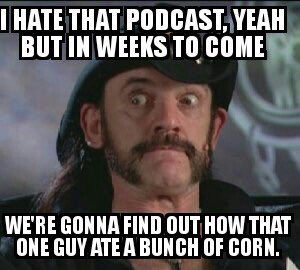 I HATE THAT PODCAST, YEAH
BUT IN WEEKS TO COME
WE'RE GONNA FIND OUT HOW THAT
ONE GUY ATE A BUNCH OF CORN.